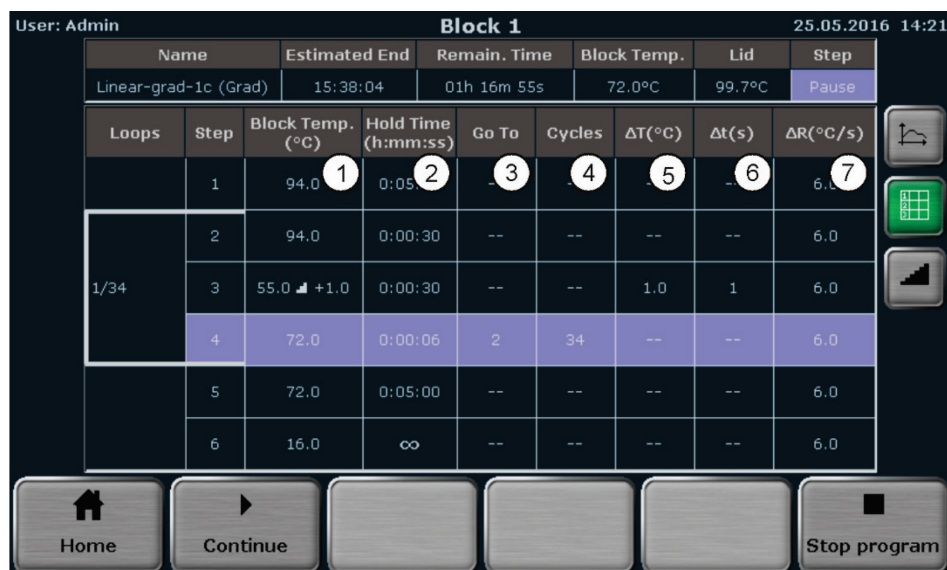 User: Admin Block 1 25.05.2016 14:21
Name Estimated End Remain. Time Block Temp. Lid Step
Linear-grad-1c (Grad) 15:38:04 01h 16m 55s 72.0°C 99.7°C Pause
Loops Step Block Temp. (°C) Hold Time (h:mm:ss) Go To Cycles ΔT(°C) Δt(s) ΔR(°C/s)
1 2 3 4 5 6 7
1 94.0 0:05: -- 6.
2 94.0 0:00:30 -- -- -- -- 6.0
1/34 3 55.0 +1.0 0:00:30 -- -- 1.0 1 6.0
4 72.0 0:00:06 2 34 -- -- 6.0
5 72.0 0:05:00 -- -- -- -- 6.0
6 16.0 ∞ -- -- -- -- 6.0
Home Continue Stop program